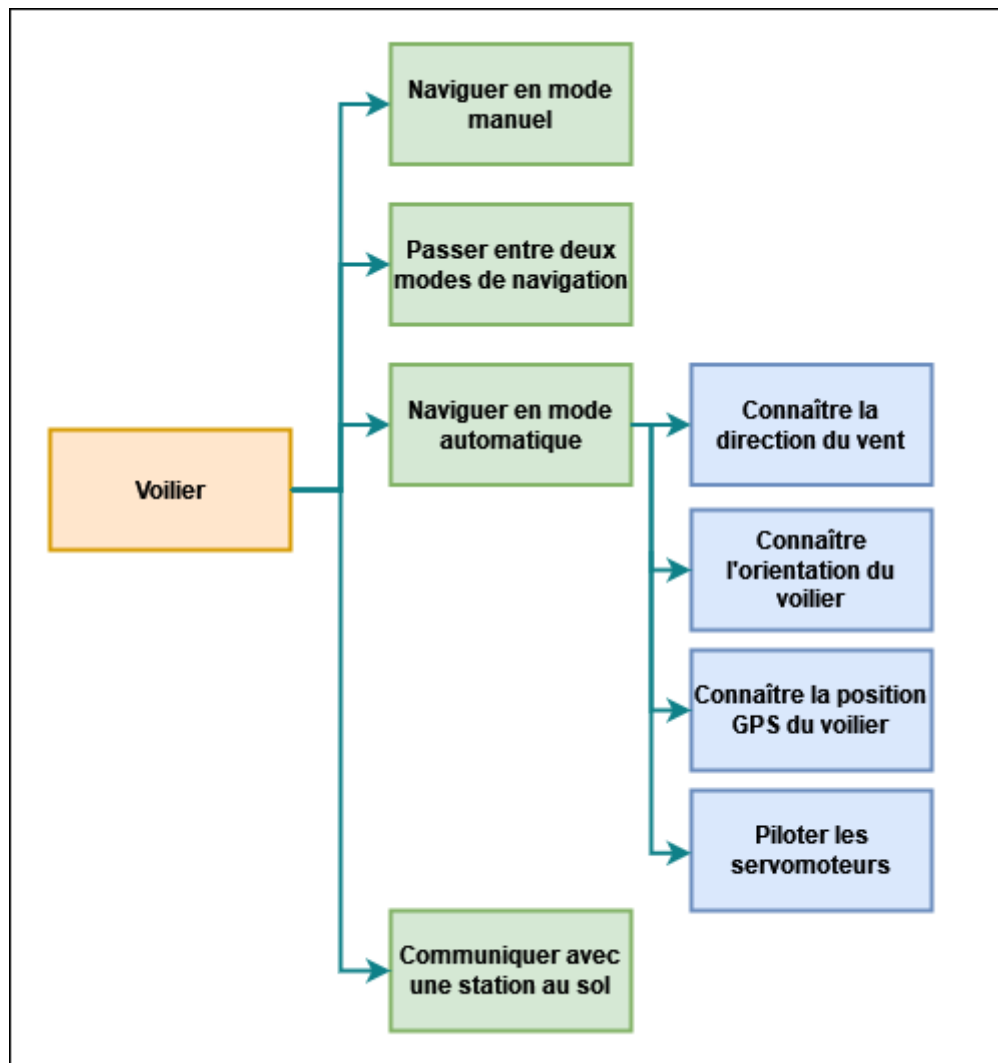 Naviguer en mode
manuel
Passer entre deux
modes de navigation
Naviguer en mode
automatique
Connaître la
direction du vent
Voilier
Connaître
l'orientation du
voilier
Connaître la position
GPS du voilier
Piloter les
servomoteurs
Communiquer avec
une station au sol